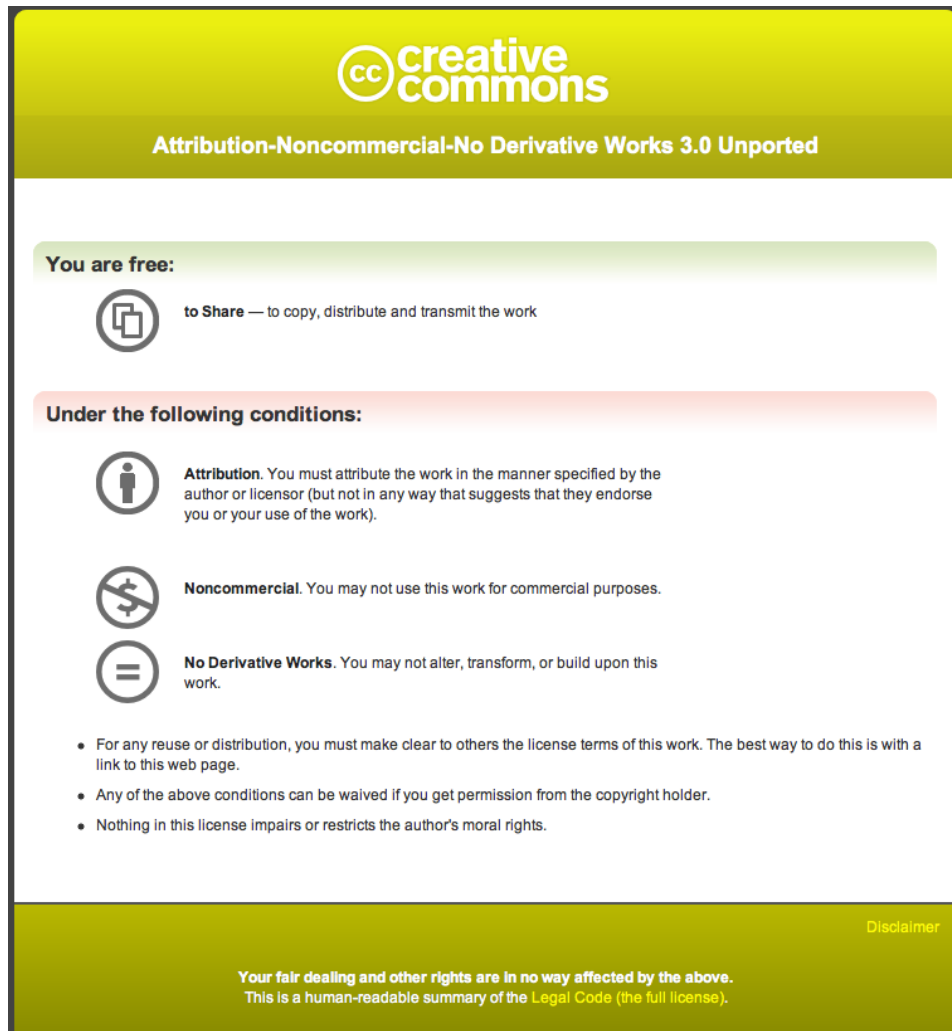 cc creative
commons
Attribution-Noncommercial-No Derivative Works 3.0 Unported
You are free:
to Share — to copy, distribute and transmit the work
Under the following conditions:
Attribution. You must attribute the work in the manner specified by the
author or licensor (but not in any way that suggests that they endorse
you or your use of the work).
Noncommercial. You may not use this work for commercial purposes.
No Derivative Works. You may not alter, transform, or build upon this
work.
• For any reuse or distribution, you must make clear to others the license terms of this work. The best way to do this is with a
link to this web page.
• Any of the above conditions can be waived if you get permission from the copyright holder.
• Nothing in this license impairs or restricts the author's moral rights.
Disclaimer
Your fair dealing and other rights are in no way affected by the above.
This is a human-readable summary of the Legal Code (the full license).